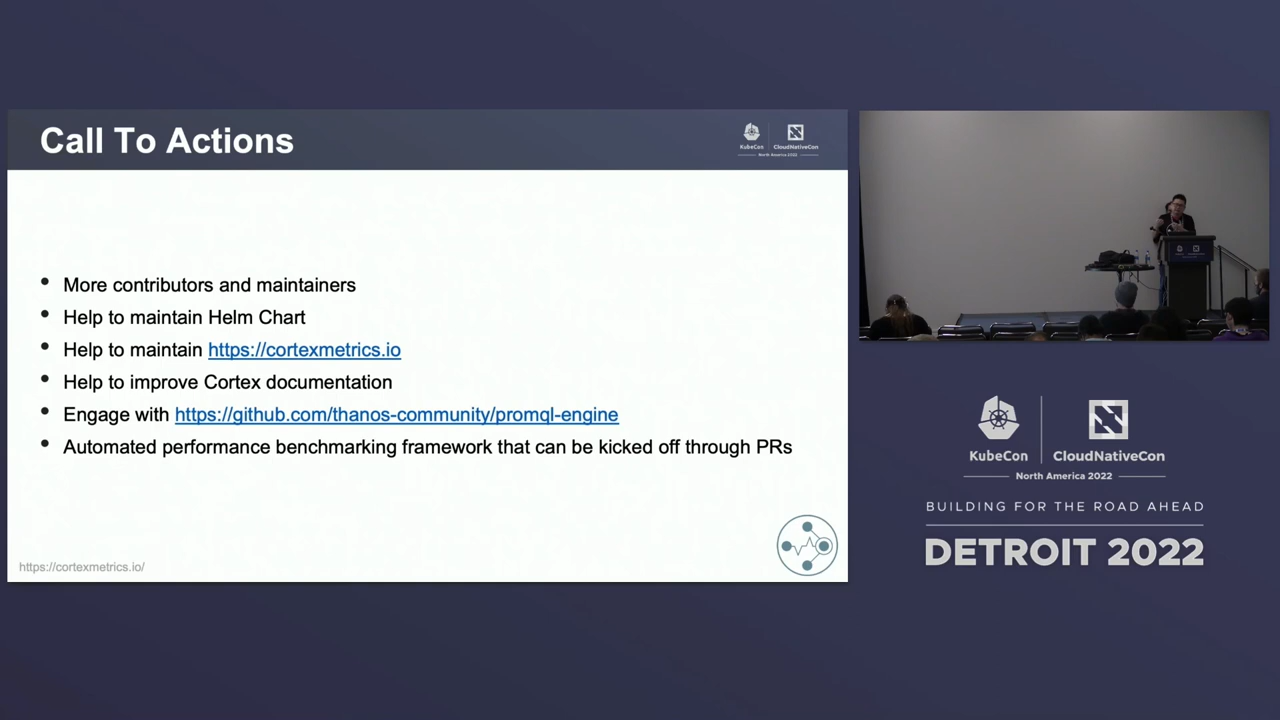 Call To Actions
KubeCon
CloudNativeCon
North America 2022
• More contributors and maintainers
• Help to maintain Helm Chart
• Help to maintain https://cortexmetrics.io
• Help to improve Cortex documentation
• Engage with https://github.com/thanos-community/promql-engine
• Automated performance benchmarking framework that can be kicked off through PRs
https://cortexmetrics.io/
KubeCon
CloudNativeCon
North America 2022
BUILDING FOR THE ROAD AHEAD
DETROIT 2022